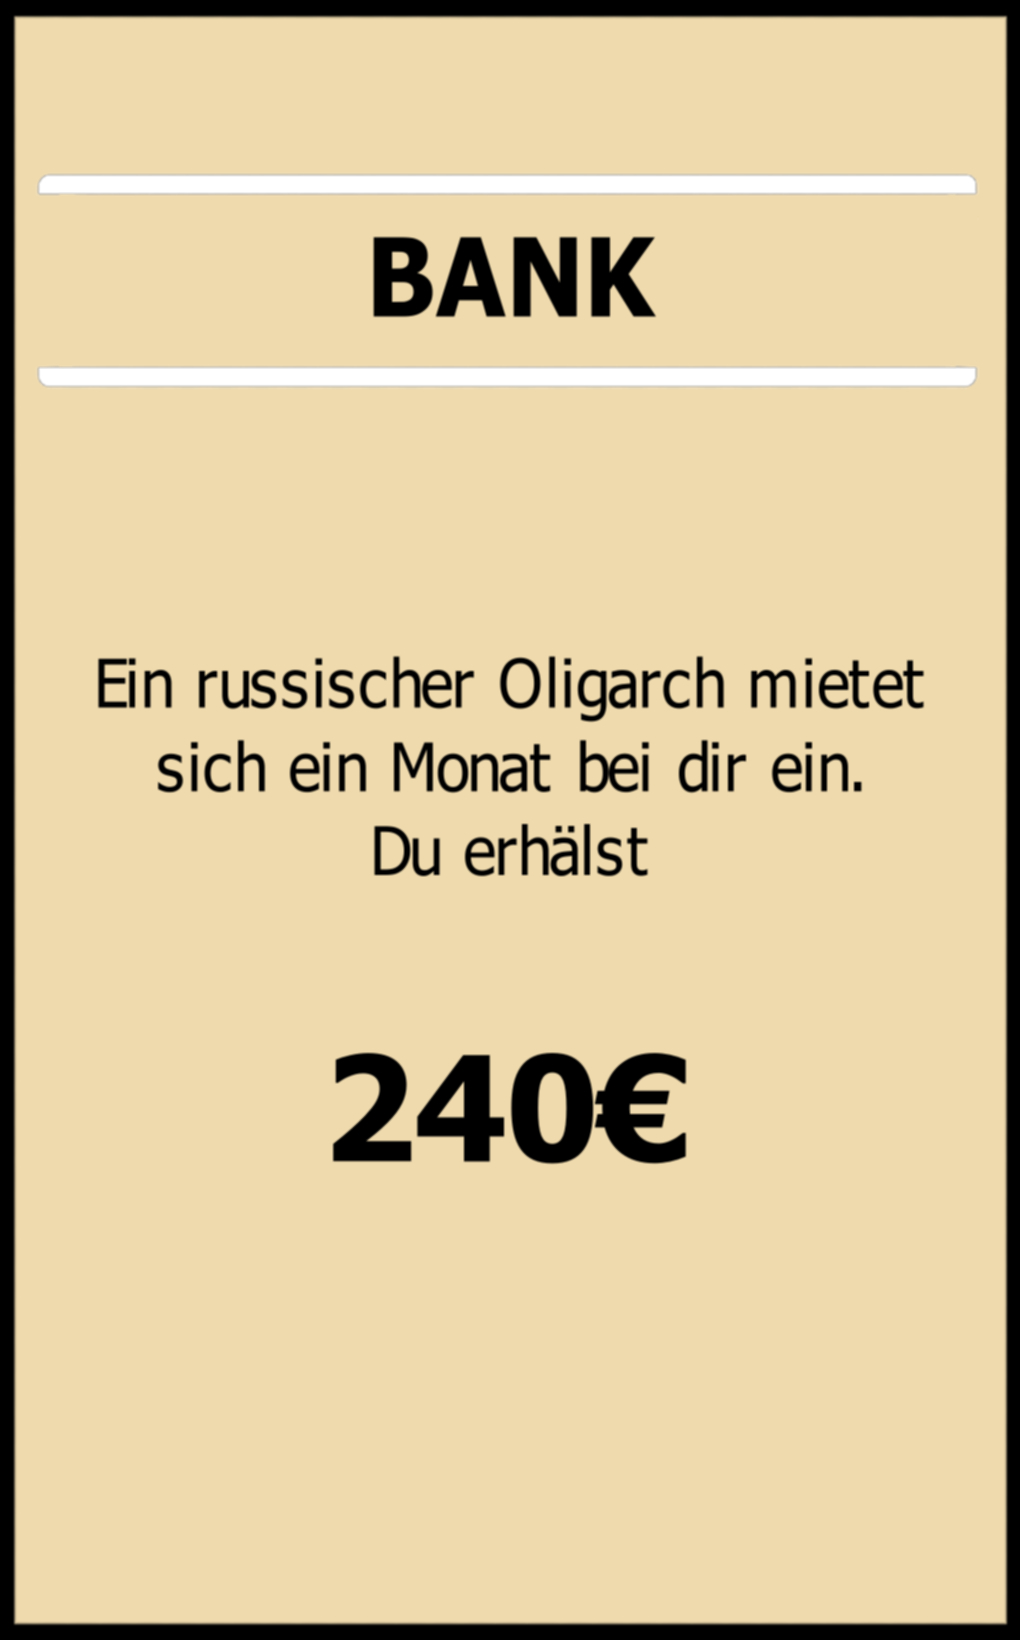 BANK
Ein russischer Oligarch mietet
sich ein Monat bei dir ein.
Du erhälst
240€